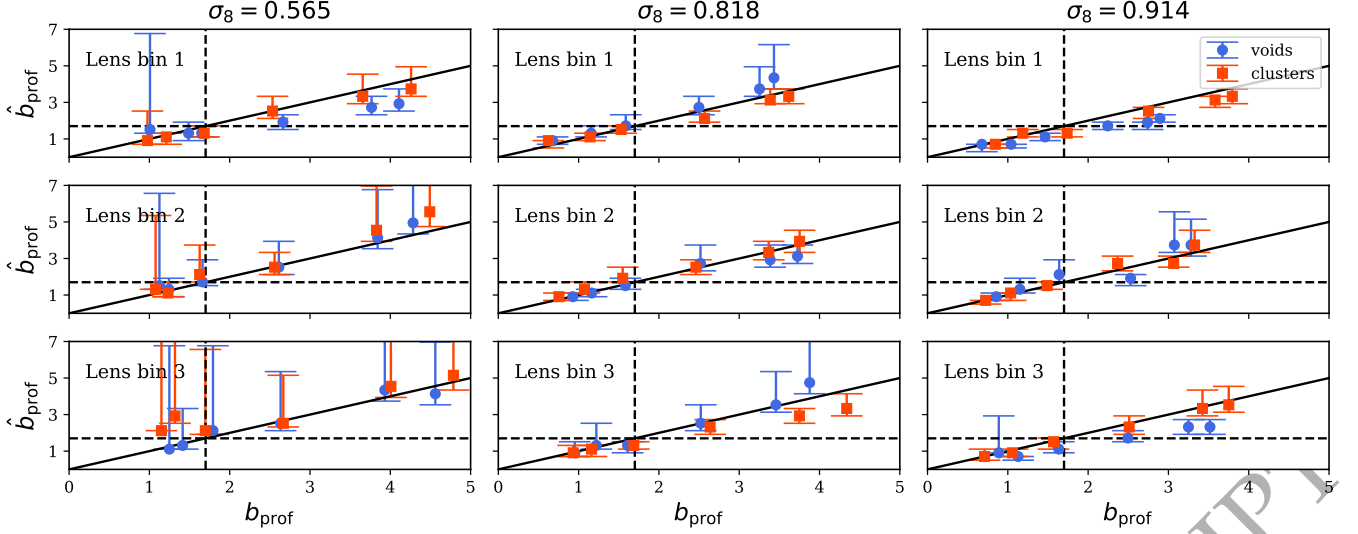 σ₈ = 0.565 σ₈ = 0.818 σ₈ = 0.914
7
5
3
1
b̂prof
Lens bin 1
Lens bin 1
Lens bin 1
voids
clusters
7
5
3
1
b̂prof
Lens bin 2
Lens bin 2
Lens bin 2
7
5
3
1
b̂prof
Lens bin 3
Lens bin 3
Lens bin 3
0 1 2 3 4 5 0 1 2 3 4 5 0 1 2 3 4 5
bprof bprof bprof